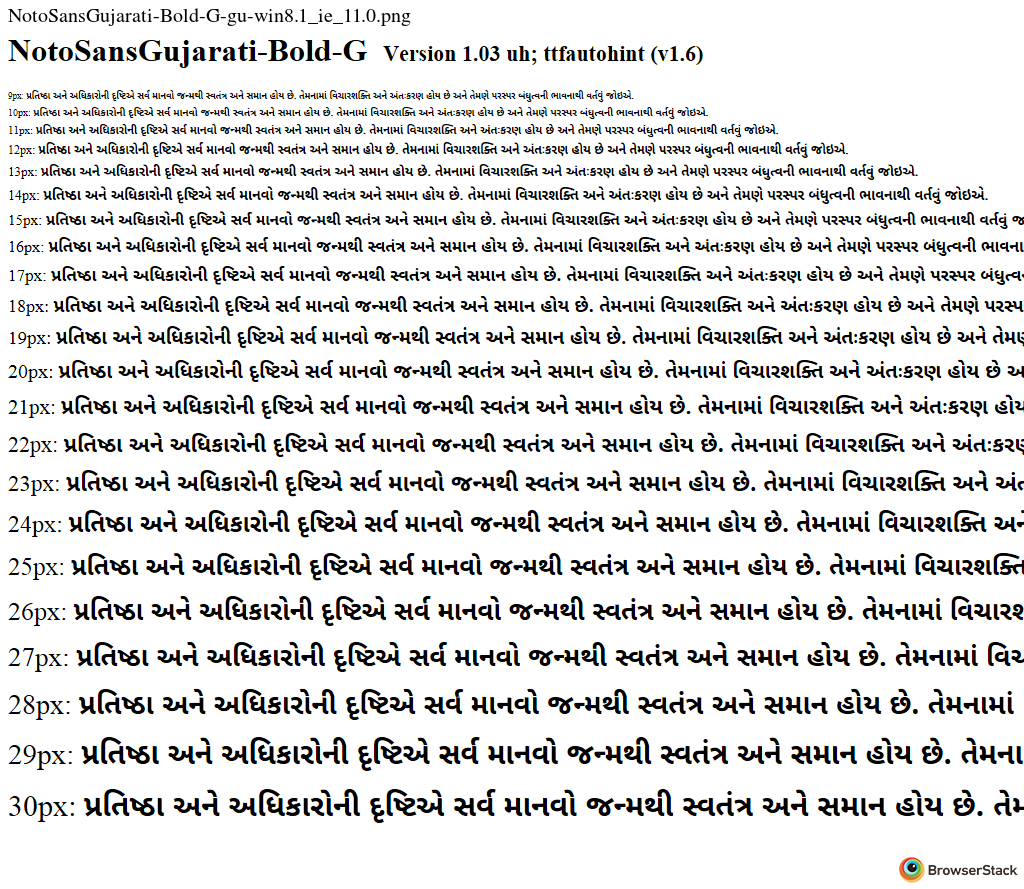 NotoSansGujarati-Bold-G-gu-win8.1_ie_11.0.png
NotoSansGujarati-Bold-G Version 1.03 uh; ttfautohint (v1.6)
9px: પ્રતિષ્ઠા અને અધિકારોની દૃષ્ટિએ સર્વ માનવો જન્મથી સ્વતંત્ર અને સમાન હોય છે. તેમનામાં વિચારશક્તિ અને અંતઃકરણ હોય છે અને તેમણે પરસ્પર બંધુત્વની ભાવનાથી વર્તવું જોઇએ.
10px: પ્રતિષ્ઠા અને અધિકારોની દૃષ્ટિએ સર્વ માનવો જન્મથી સ્વતંત્ર અને સમાન હોય છે. તેમનામાં વિચારશક્તિ અને અંતઃકરણ હોય છે અને તેમણે પરસ્પર બંધુત્વની ભાવનાથી વર્તવું જોઇએ.
11px: પ્રતિષ્ઠા અને અધિકારોની દૃષ્ટિએ સર્વ માનવો જન્મથી સ્વતંત્ર અને સમાન હોય છે. તેમનામાં વિચારશક્તિ અને અંતઃકરણ હોય છે અને તેમણે પરસ્પર બંધુત્વની ભાવનાથી વર્તવું જોઇએ.
12px: પ્રતિષ્ઠા અને અધિકારોની દૃષ્ટિએ સર્વ માનવો જન્મથી સ્વતંત્ર અને સમાન હોય છે. તેમનામાં વિચારશક્તિ અને અંતઃકરણ હોય છે અને તેમણે પરસ્પર બંધુત્વની ભાવનાથી વર્તવું જોઇએ.
13px: પ્રતિષ્ઠા અને અધિકારોની દૃષ્ટિએ સર્વ માનવો જન્મથી સ્વતંત્ર અને સમાન હોય છે. તેમનામાં વિચારશક્તિ અને અંતઃકરણ હોય છે અને તેમણે પરસ્પર બંધુત્વની ભાવનાથી વર્તવું જોઇએ.
14px: પ્રતિષ્ઠા અને અધિકારોની દૃષ્ટિએ સર્વ માનવો જન્મથી સ્વતંત્ર અને સમાન હોય છે. તેમનામાં વિચારશક્તિ અને અંતઃકરણ હોય છે અને તેમણે પરસ્પર બંધુત્વની ભાવનાથી વર્તવું જોઇએ.
15px: પ્રતિષ્ઠા અને અધિકારોની દૃષ્ટિએ સર્વ માનવો જન્મથી સ્વતંત્ર અને સમાન હોય છે. તેમનામાં વિચારશક્તિ અને અંતઃકરણ હોય છે અને તેમણે પરસ્પર બંધુત્વની ભાવનાથી વર્તવું
16px: પ્રતિષ્ઠા અને અધિકારોની દૃષ્ટિએ સર્વ માનવો જન્મથી સ્વતંત્ર અને સમાન હોય છે. તેમનામાં વિચારશક્તિ અને અંતઃકરણ હોય છે અને તેમણે પરસ્પર બંધુત્વની ભાવના
17px: પ્રતિષ્ઠા અને અધિકારોની દૃષ્ટિએ સર્વ માનવો જન્મથી સ્વતંત્ર અને સમાન હોય છે. તેમનામાં વિચારશક્તિ અને અંતઃકરણ હોય છે અને તેમણે પરસ્પર
18px: પ્રતિષ્ઠા અને અધિકારોની દૃષ્ટિએ સર્વ માનવો જન્મથી સ્વતંત્ર અને સમાન હોય છે. તેમનામાં વિચારશક્તિ અને અંતઃકરણ હોય છે અને તેમણે
19px: પ્રતિષ્ઠા અને અધિકારોની દૃષ્ટિએ સર્વ માનવો જન્મથી સ્વતંત્ર અને સમાન હોય છે. તેમનામાં વિચારશક્તિ અને અંતઃકરણ હોય છે અને
20px: પ્રતિષ્ઠા અને અધિકારોની દૃષ્ટિએ સર્વ માનવો જન્મથી સ્વતંત્ર અને સમાન હોય છે. તેમનામાં વિચારશક્તિ અને અંતઃકરણ હોય છે
21px: પ્રતિષ્ઠા અને અધિકારોની દૃષ્ટિએ સર્વ માનવો જન્મથી સ્વતંત્ર અને સમાન હોય છે. તેમનામાં વિચારશક્તિ અને અંતઃકરણ હોય
22px: પ્રતિષ્ઠા અને અધિકારોની દૃષ્ટિએ સર્વ માનવો જન્મથી સ્વતંત્ર અને સમાન હોય છે. તેમનામાં વિચારશક્તિ અને
23px: પ્રતિષ્ઠા અને અધિકારોની દૃષ્ટિએ સર્વ માનવો જન્મથી સ્વતંત્ર અને સમાન હોય છે. તેમનામાં વિચારશક્તિ અને
24px: પ્રતિષ્ઠા અને અધિકારોની દૃષ્ટિએ સર્વ માનવો જન્મથી સ્વતંત્ર અને સમાન હોય છે. તેમનામાં વિચારશક્તિ
25px: પ્રતિષ્ઠા અને અધિકારોની દૃષ્ટિએ સર્વ માનવો જન્મથી સ્વતંત્ર અને સમાન હોય છે. તેમનામાં વિચારશક્તિ
26px: પ્રતિષ્ઠા અને અધિકારોની દૃષ્ટિએ સર્વ માનવો જન્મથી સ્વતંત્ર અને સમાન હોય છે. તેમનામાં વિચારશ
27px: પ્રતિષ્ઠા અને અધિકારોની દૃષ્ટિએ સર્વ માનવો જન્મથી સ્વતંત્ર અને સમાન હોય છે. તેમનામાં
28px: પ્રતિષ્ઠા અને અધિકારોની દૃષ્ટિએ સર્વ માનવો જન્મથી સ્વતંત્ર અને સમાન હોય છે. તેમનામાં
29px: પ્રતિષ્ઠા અને અધિકારોની દૃષ્ટિએ સર્વ માનવો જન્મથી સ્વતંત્ર અને સમાન હોય છે. તેમના
30px: પ્રતિષ્ઠા અને અધિકારોની દૃષ્ટિએ સર્વ માનવો જન્મથી સ્વતંત્ર અને સમાન હોય છે.
BrowserStack